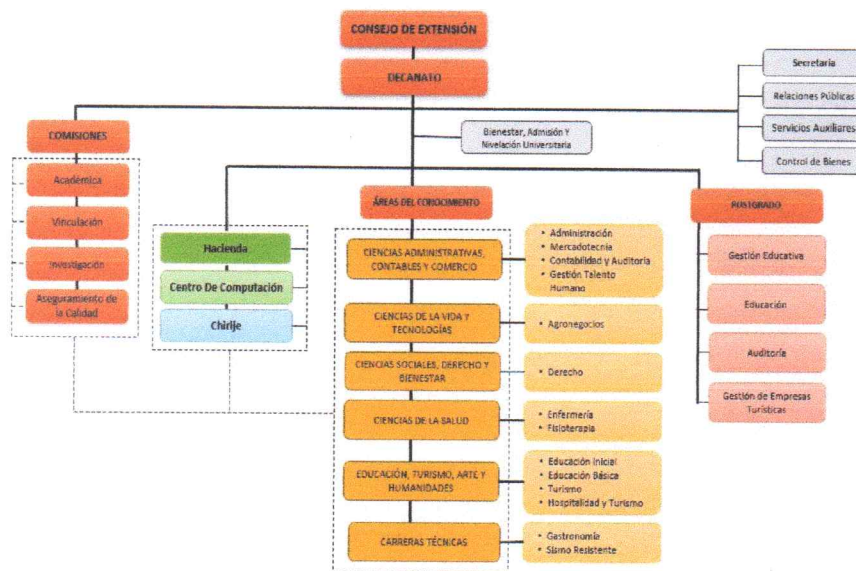 CONSEJO DE EXTENSIÓN
DECANATO
Secretaría
Relaciones Públicas
Servicios Auxiliares
Control de Bienes
Bienestar, Admisión Y
Nivelación Universitaria
COMISIONES
Académica
Vinculación
Investigación
Aseguramiento de
la Calidad
Hacienda
Centro De Computación
Chirije
ÁREAS DEL CONOCIMIENTO
CIENCIAS ADMINISTRATIVAS,
CONTABLES Y COMERCIO
• Administración
• Mercadotecnia
• Contabilidad y Auditoría
• Gestión Talento
Humano
CIENCIAS DE LA VIDA Y
TECNOLOGÍAS
• Agronegocios
CIENCIAS SOCIALES, DERECHO Y
BIENESTAR
• Derecho
CIENCIAS DE LA SALUD
• Enfermería
• Fisioterapia
EDUCACIÓN, TURISMO, ARTE Y
HUMANIDADES
• Educación Inicial
• Educación Básica
• Turismo
• Hospitalidad y Turismo
CARRERAS TÉCNICAS
• Gastronomía
• Sismo Resistente
POSTGRADO
Gestión Educativa
Educación
Auditoría
Gestión de Empresas
Turísticas